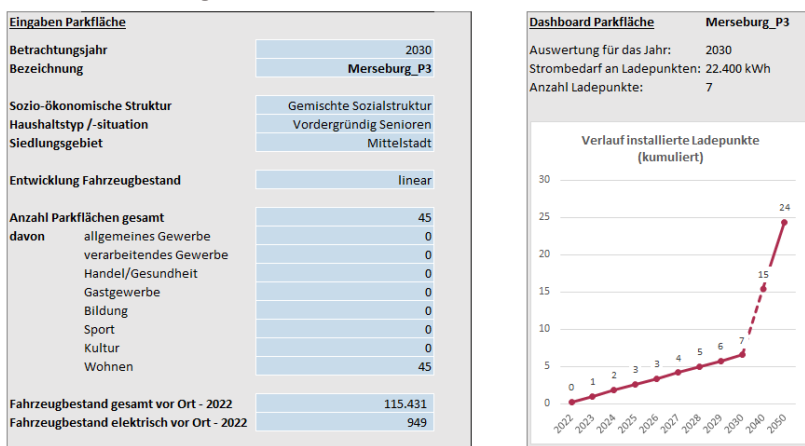 Eingaben Parkfläche
Betrachtungsjahr 2030
Bezeichnung Merseburg_P3
Sozio-ökonomische Struktur Gemischte Sozialstruktur
Haushaltstyp /-situation Vordergründig Senioren
Siedlungsgebiet Mittelstadt
Entwicklung Fahrzeugbestand linear
Anzahl Parkflächen gesamt 45
davon allgemeines Gewerbe 0
verarbeitendes Gewerbe 0
Handel/Gesundheit 0
Gastgewerbe 0
Bildung 0
Sport 0
Kultur 0
Wohnen 45
Fahrzeugbestand gesamt vor Ort - 2022 115.431
Fahrzeugbestand elektrisch vor Ort - 2022 949
Dashboard Parkfläche Merseburg_P3
Auswertung für das Jahr: 2030
Strombedarf an Ladepunkten: 22.400 kWh
Anzahl Ladepunkte: 7
Verlauf installierte Ladepunkte
(kumuliert)
30
25
20
15
10
5
0
0 1 2 3 3 4 5 6 7 15 24
2022 2023 2024 2025 2026 2027 2028 2029 2030 2040 2050